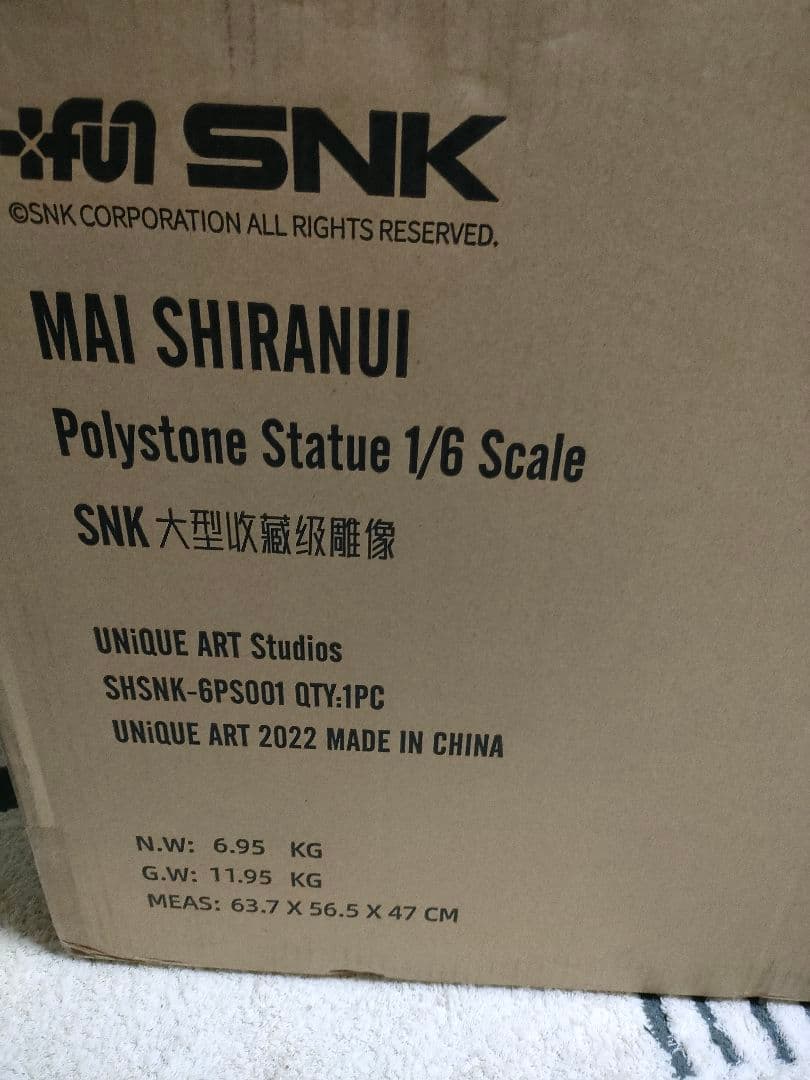 fun SNK
©SNK CORPORATION ALL RIGHTS RESERVED.
MAI SHIRANUI
Polystone Statue 1/6 Scale
SNK 大型收藏级雕像
UNiQUE ART Studios
SHSNK-6PS001 QTY:1PC
UNiQUE ART 2022 MADE IN CHINA
N.W: 6.95 KG
G.W: 11.95 KG
MEAS: 63.7 X 56.5 X 47 CM